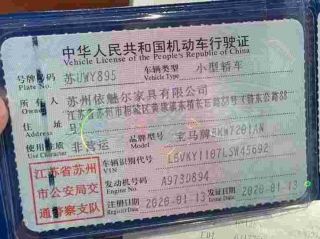 中华人民共和国机动车行驶证
Vehicle License of the People's Republic of China
号牌号码 苏UWY895 车辆类型 小型轿车
Plate No. Vehicle Type
所有人 苏州依魅尔家具有限公司
Owner
住址
Address
使用性质 非营运 品牌型号 宝马牌
Use Character Model
江苏省苏州
市公安局交
通警察支队
车辆识别代号
VIN
发动机号码 A973D894
Engine No.
注册日期 2020-01-13 发证日期 2020-01-13